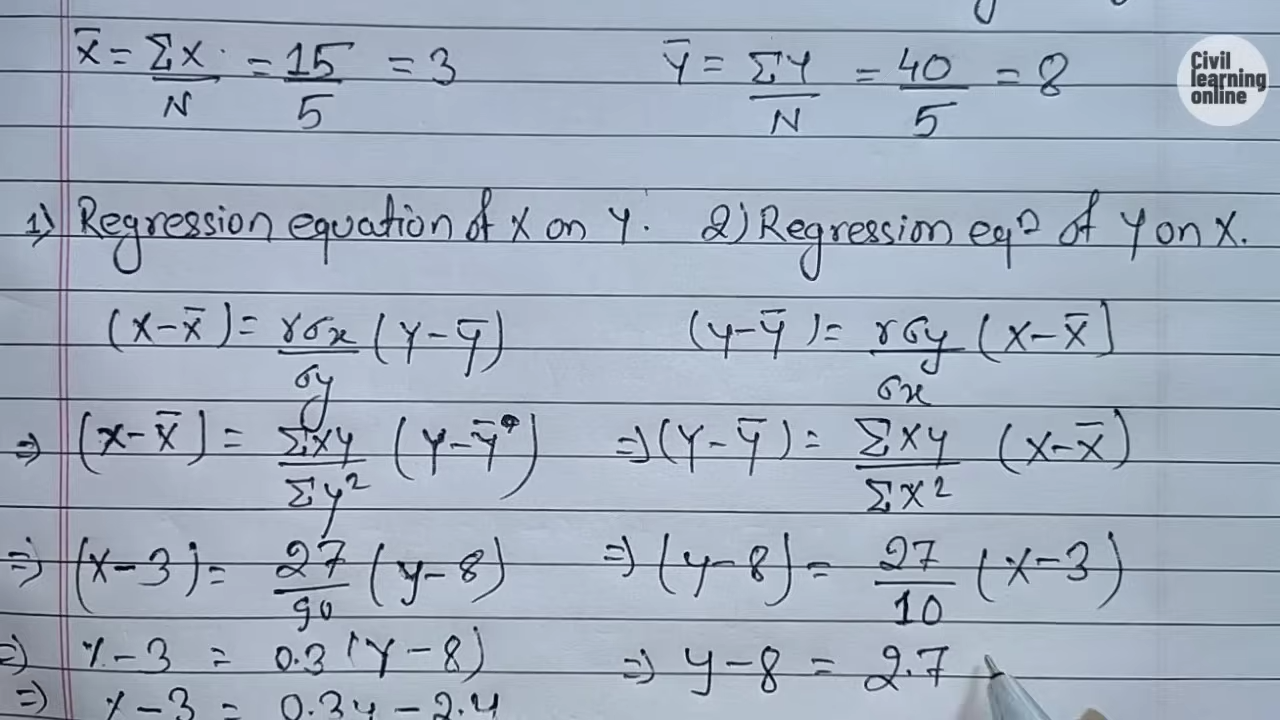 x̄ = ΣX/N = 15/5 = 3    ȳ = ΣY/N = 40/5 = 8
Civil
learning
online
1) Regression equation of X on Y.    2) Regression eqⁿ of Y on X.
(X-x̄) = rσx/σy (Y-ȳ)    (y-ȳ) = rσy/σx (X-x̄)
⇒ (X-x̄) = Σxy/Σy² (Y-ȳ)    ⇒ (Y-ȳ) = Σxy/Σx² (X-x̄)
⇒ (X-3) = 27/90 (y-8)    ⇒ (y-8) = 27/10 (X-3)
⇒ X-3 = 0.3 (Y-8)    ⇒ y-8 = 2.7
⇒ X-3 = 0.3y-2.4